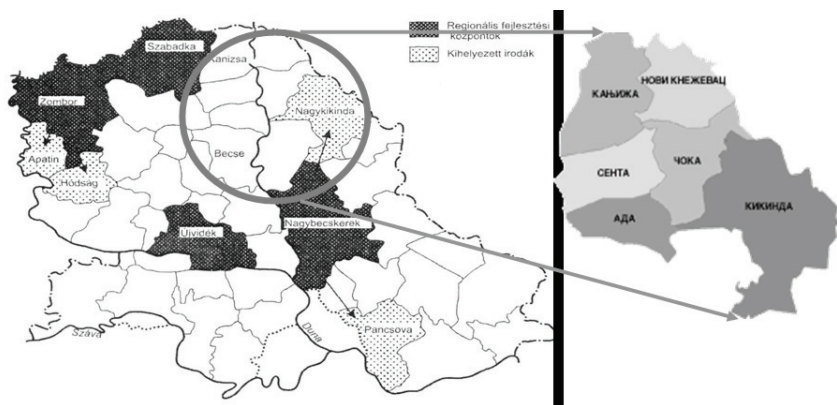 Regionális fejlesztési
központok
Kihelyezett irodák
Szabadka
Kanizsa
Zombor
Nagykikinda
Apatin
Becse
Hódság
Újvidék
Nagybecskerek
Pancsova
Száva
Duna
КАЊИЖА
НОВИ КНЕЖЕВАЦ
ЧОКА
СЕНТА
КИКИНДА
АДА